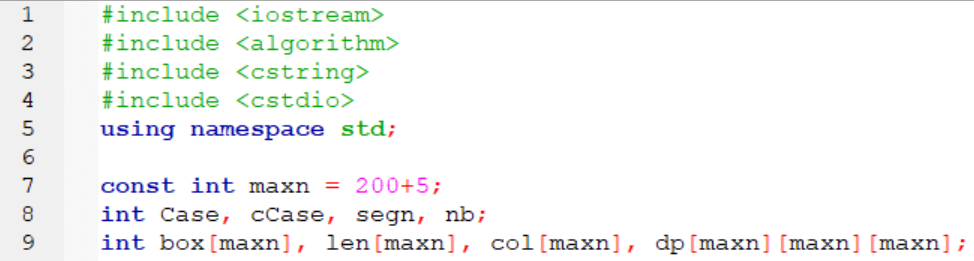 1 #include <iostream>
2 #include <algorithm>
3 #include <cstring>
4 #include <cstdio>
5 using namespace std;
6
7 const int maxn = 200+5;
8 int Case, cCase, segn, nb;
9 int box[maxn], len[maxn], col[maxn], dp[maxn][maxn][maxn];